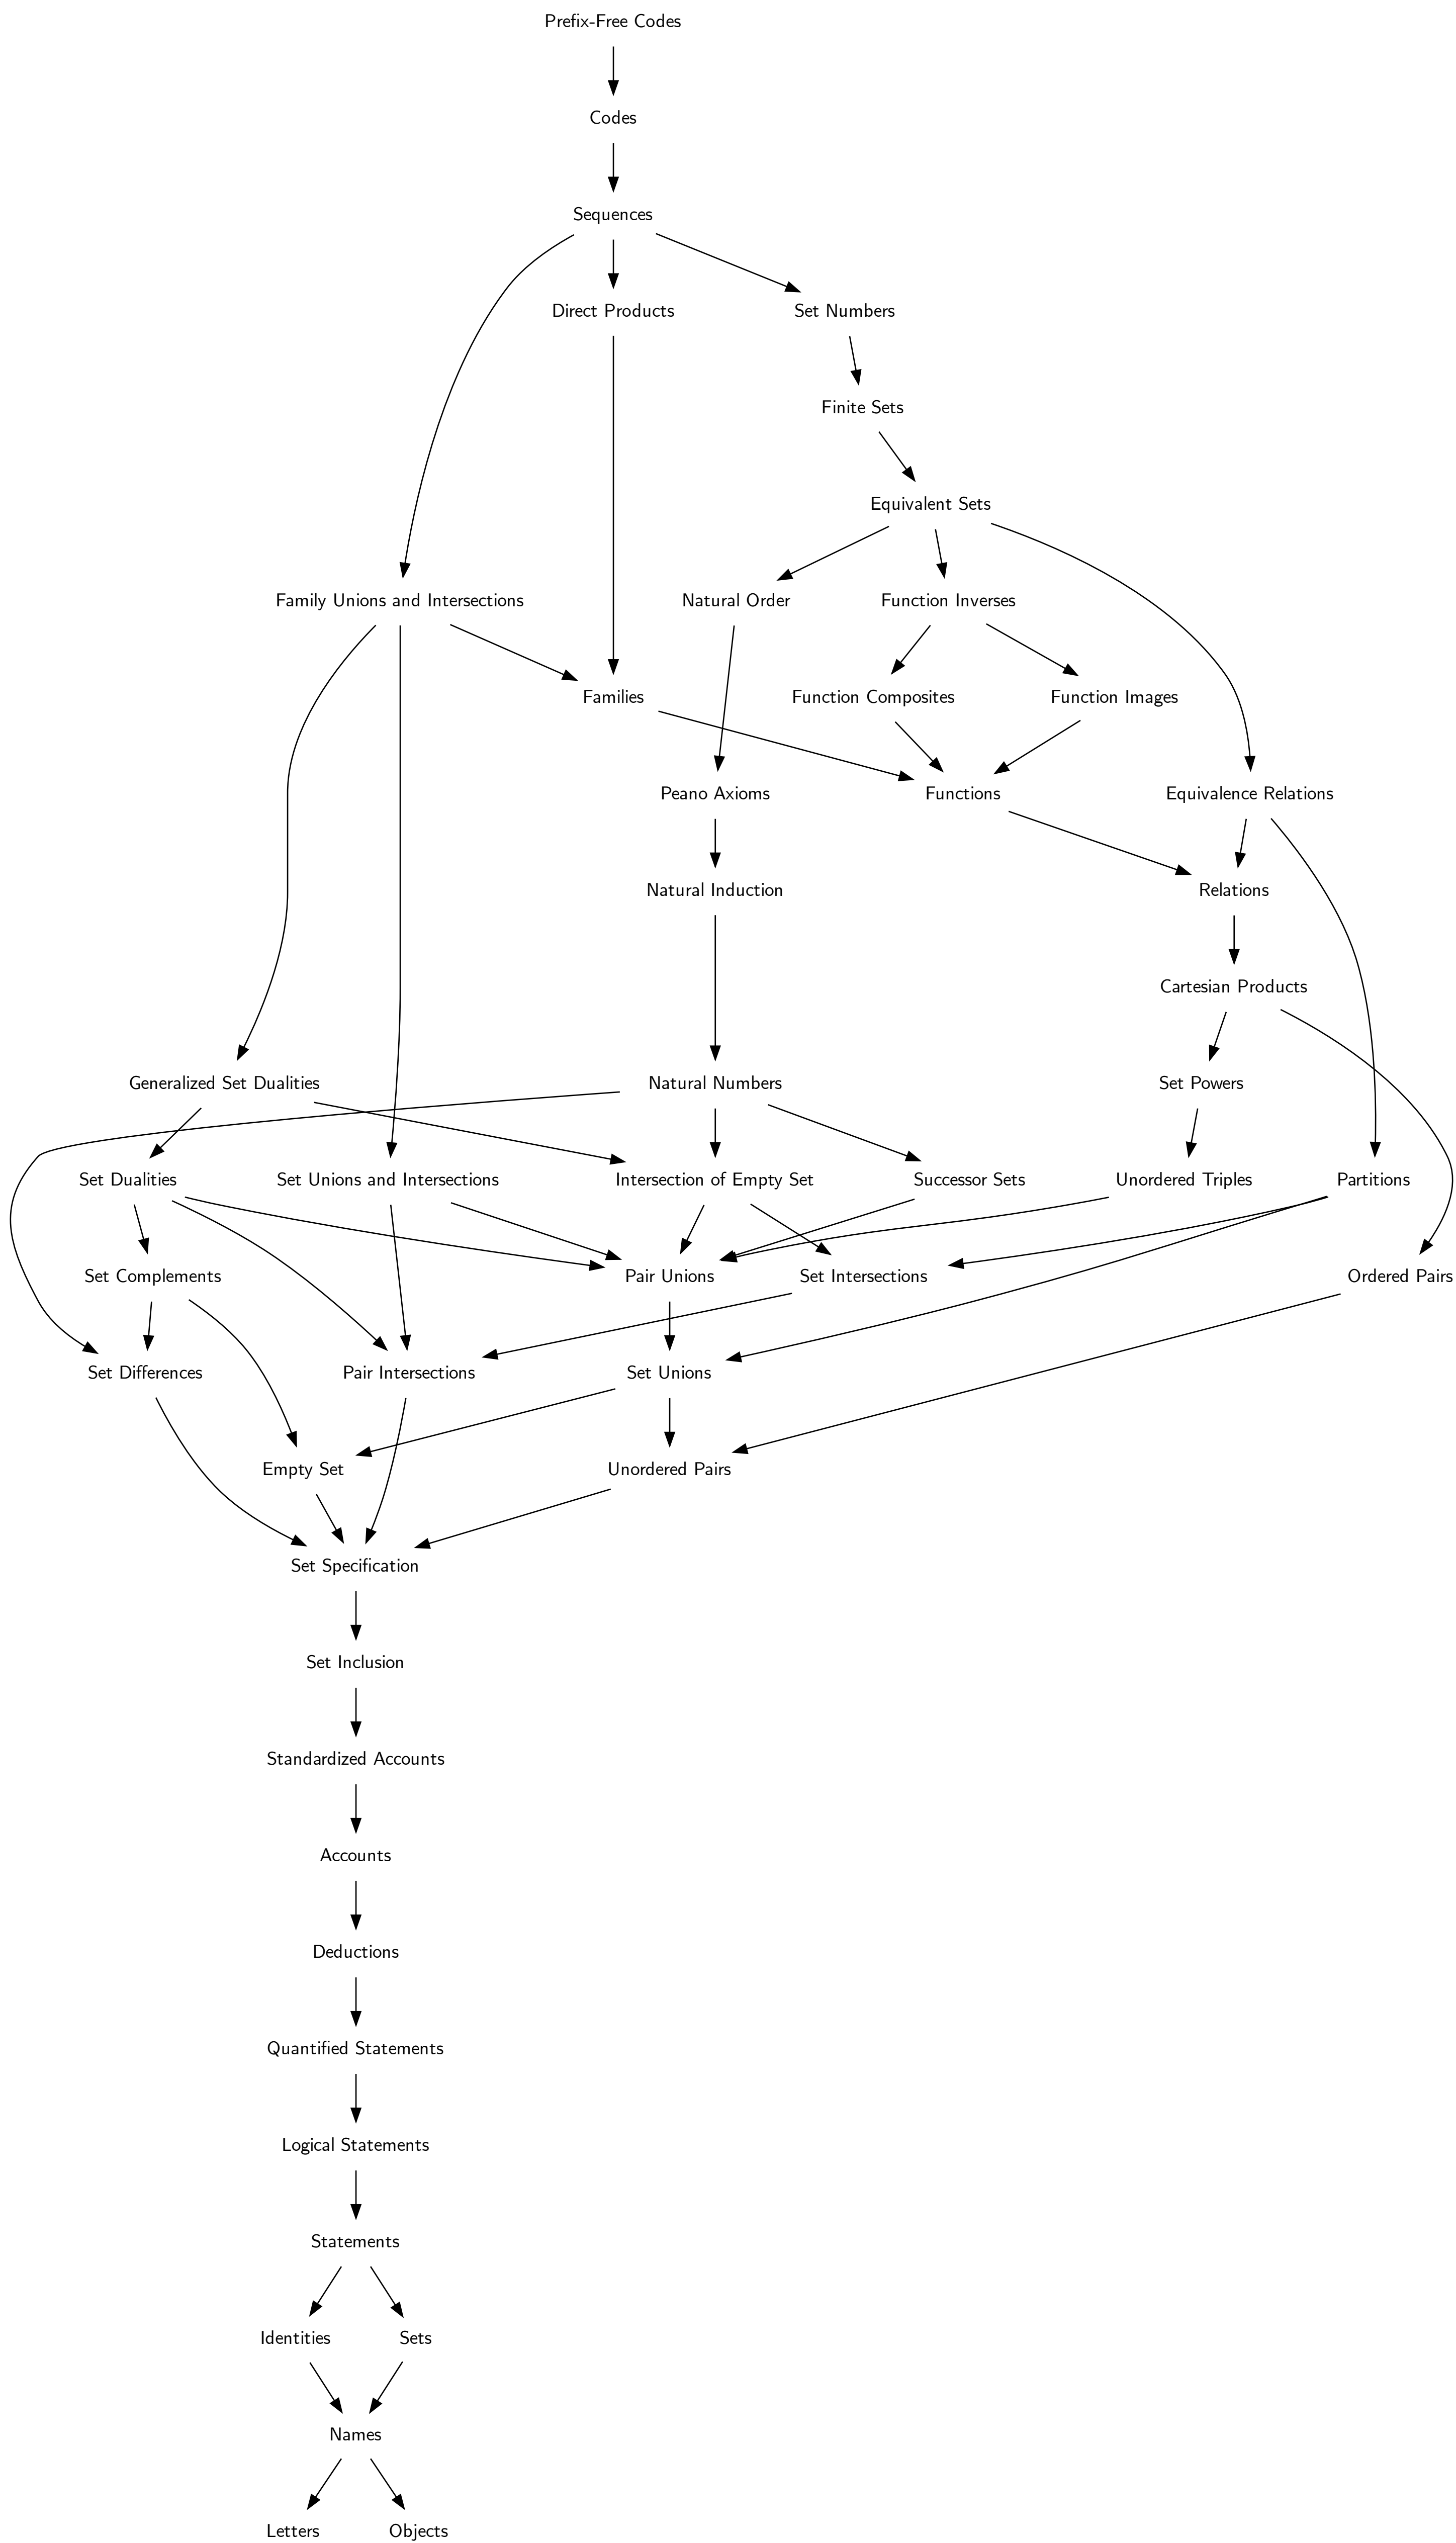 Prefix-Free Codes
Codes
Sequences
Direct Products
Set Numbers
Finite Sets
Equivalent Sets
Family Unions and Intersections
Natural Order
Function Inverses
Families
Function Composites
Function Images
Peano Axioms
Functions
Equivalence Relations
Natural Induction
Relations
Cartesian Products
Generalized Set Dualities
Natural Numbers
Set Powers
Set Dualities
Set Unions and Intersections
Intersection of Empty Set
Successor Sets
Unordered Triples
Partitions
Set Complements
Pair Unions
Set Intersections
Ordered Pairs
Set Differences
Pair Intersections
Set Unions
Empty Set
Unordered Pairs
Set Specification
Set Inclusion
Standardized Accounts
Accounts
Deductions
Quantified Statements
Logical Statements
Statements
Identities
Sets
Names
Letters
Objects